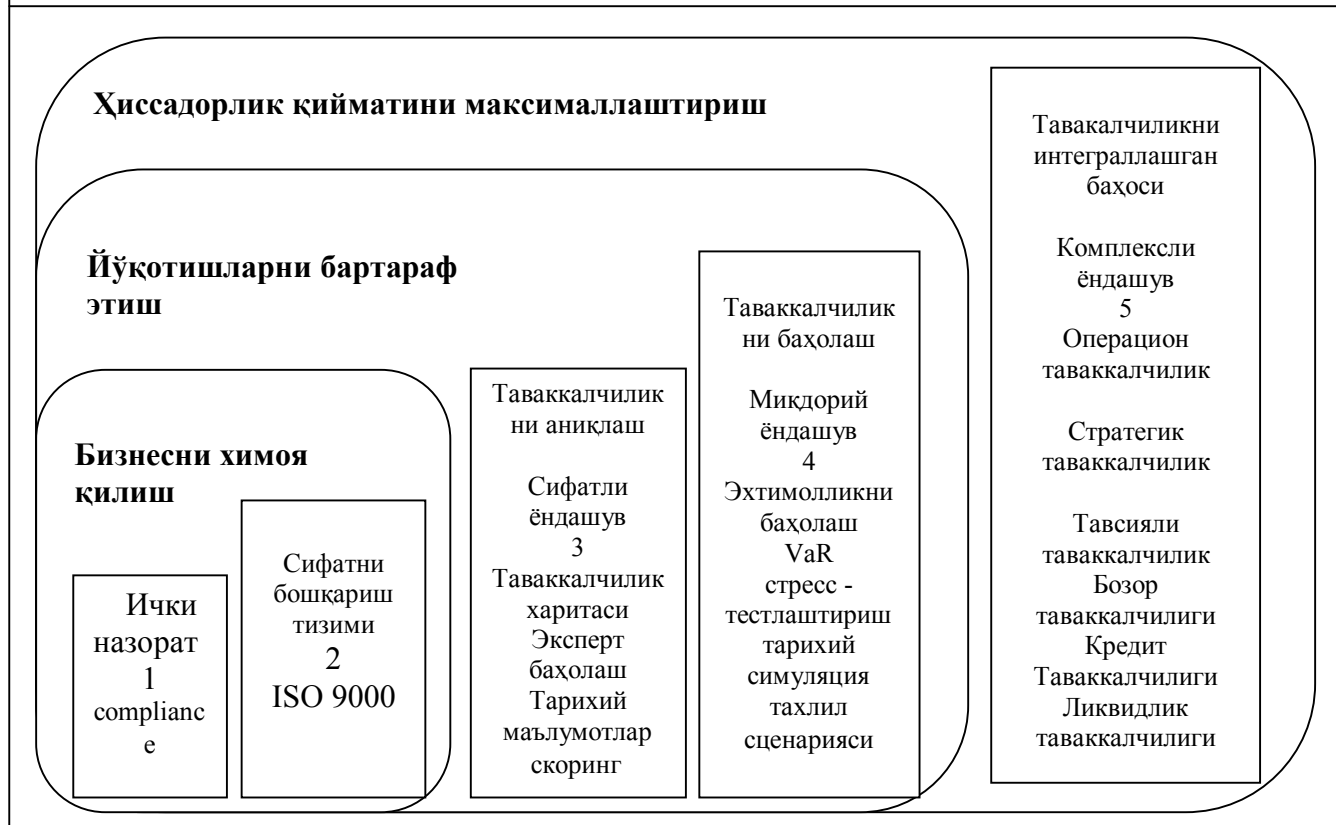 Ҳиссадорлик қийматини максималлаштириш
Йўқотишларни бартараф
этиш
Бизнесни химоя
қилиш
Ички
назорат
1
complianc
e
Сифатни
бошқариш
тизими
2
ISO 9000
Таваккалчилик
ни аниқлаш
Сифатли
ёндашув
3
Таваккалчилик
харитаси
Эксперт
баҳолаш
Тарихий
маълумотлар
скоринг
Таваккалчилик
ни баҳолаш
Миқдорий
ёндашув
4
Эхтимолликни
баҳолаш
VaR
стресс -
тестлаштириш
тарихий
симуляция
тахлил
сценарияси
Тавакалчиликни
интеграллашган
баҳоси
Комплексли
ёндашув
5
Операцион
таваккалчилик
Стратегик
таваккалчилик
Тавсияли
таваккалчилик
Бозор
таваккалчилиги
Кредит
Таваккалчилиги
Ликвидлик
таваккалчилиги